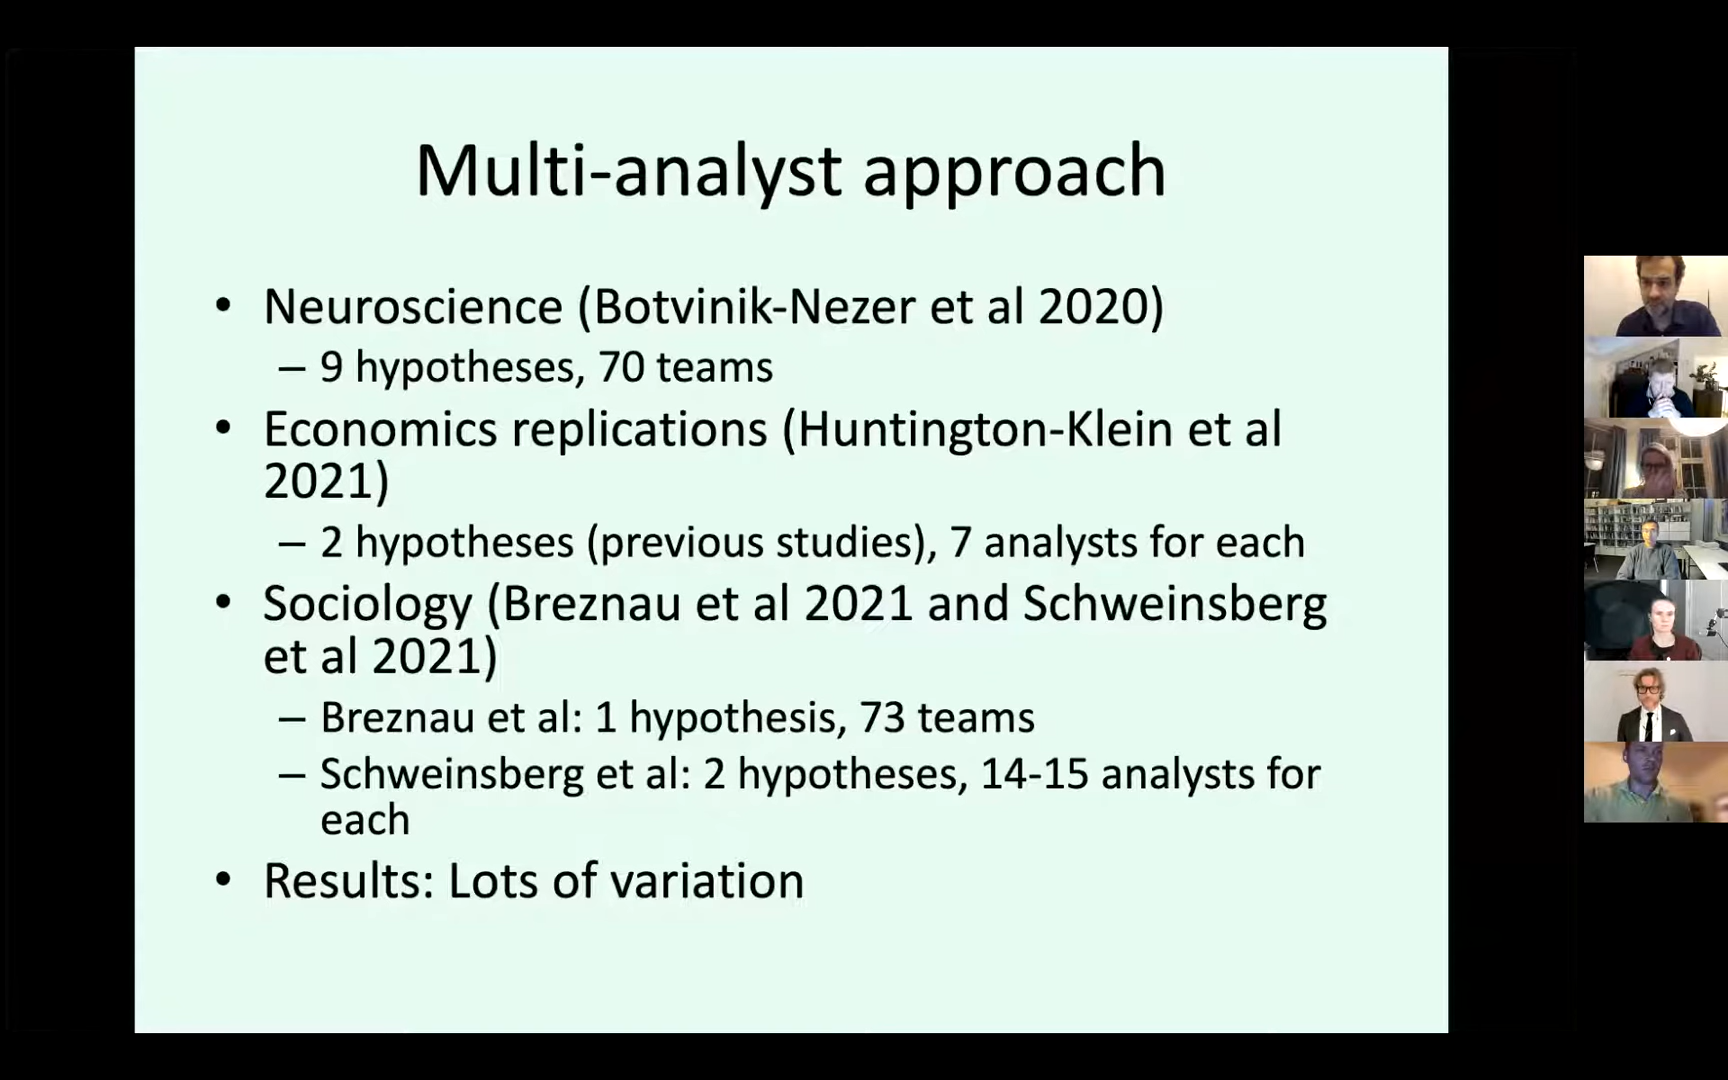 Multi-analyst approach
• Neuroscience (Botvinik-Nezer et al 2020)
– 9 hypotheses, 70 teams
• Economics replications (Huntington-Klein et al
2021)
– 2 hypotheses (previous studies), 7 analysts for each
• Sociology (Breznau et al 2021 and Schweinsberg
et al 2021)
– Breznau et al: 1 hypothesis, 73 teams
– Schweinsberg et al: 2 hypotheses, 14-15 analysts for
each
• Results: Lots of variation